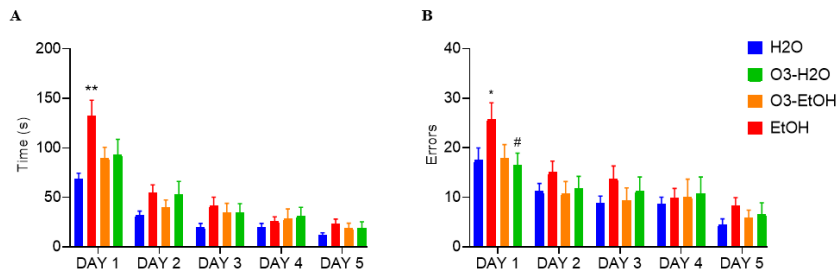 A
Time (s)
200
150
100
50
0
**
DAY 1 DAY 2 DAY 3 DAY 4 DAY 5
B
Errors
40
30
20
10
0
*
#
DAY 1 DAY 2 DAY 3 DAY 4 DAY 5
H2O
O3-H2O
O3-EtOH
EtOH